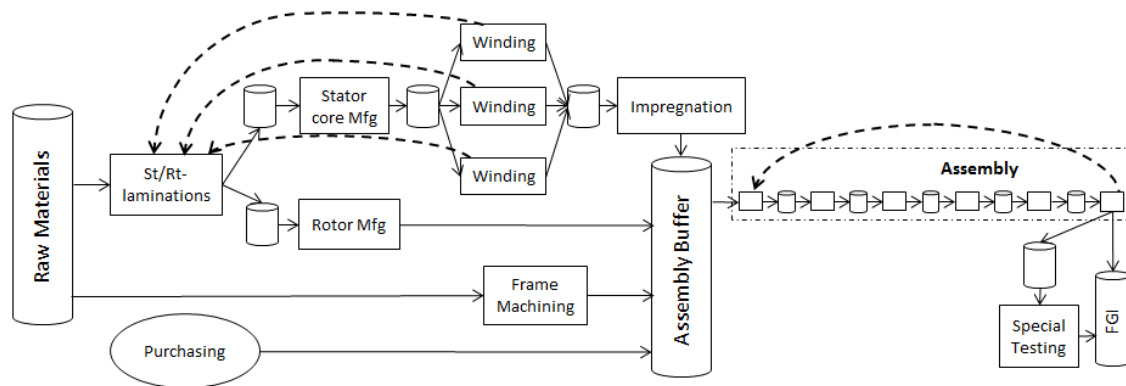 Winding
Stator
core Mfg
Winding
Impregnation
Winding
St/Rt-
laminations
Assembly
Raw Materials
Rotor Mfg
Assembly Buffer
Frame
Machining
Special
Testing
FGI
Purchasing